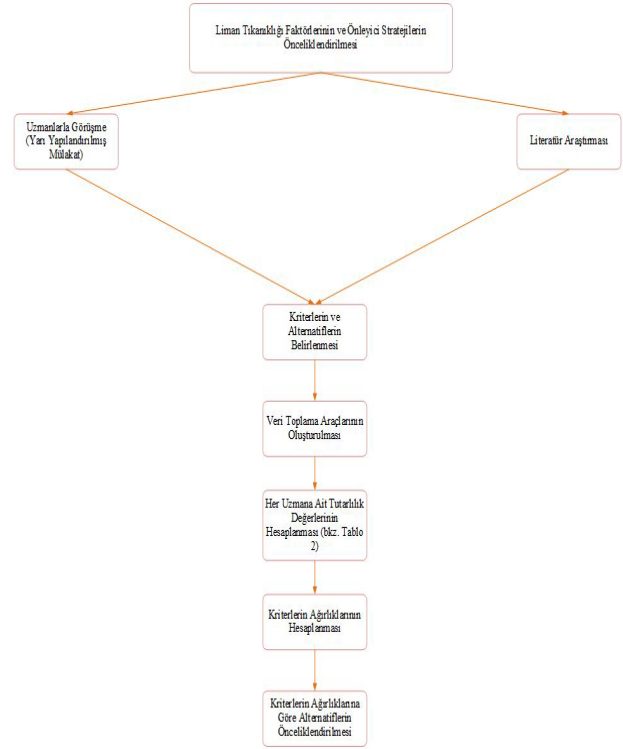 Liman Tıkanıklığı Faktörlerinin ve Önleyici Stratejilerin
Önceliklendirilmesi
Uzmanlarla Görüşme
(Yarı Yapılandırılmış
Mülakat)
Literatür Araştırması
Kriterlerin ve
Alternatiflerin
Belirlenmesi
Veri Toplama Araçlarının
Oluşturulması
Her Uzmana Ait Tutarlılık
Değerlerinin
Hesaplanması (bkz. Tablo
2)
Kriterlerin Ağırlıklarının
Hesaplanması
Kriterlerin Ağırlıklarına
Göre Alternatiflerin
Önceliklendirilmesi